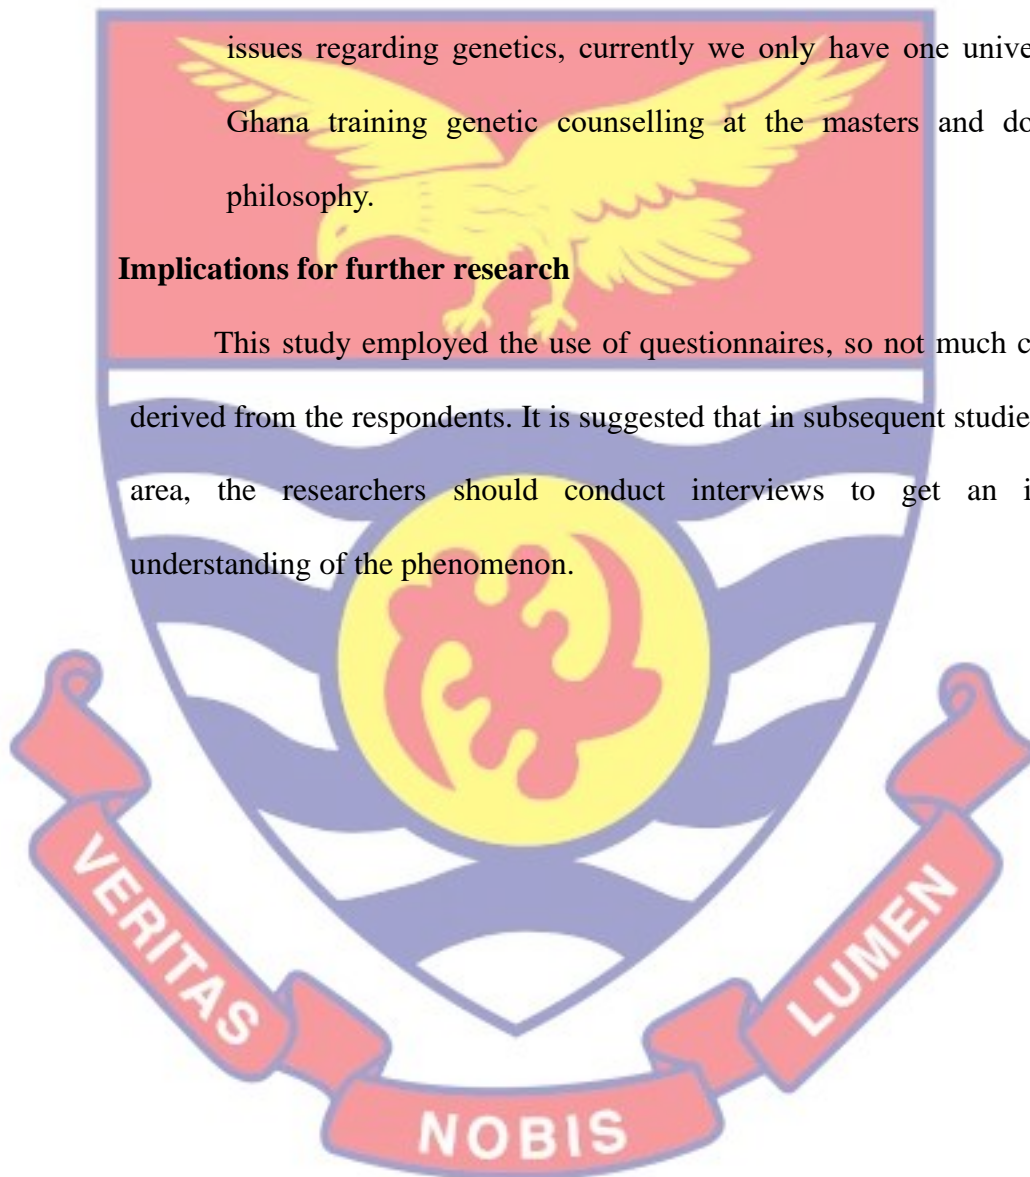 issues regarding genetics, currently we only have one unive
Ghana training genetic counselling at the masters and do
philosophy.
Implications for further research
This study employed the use of questionnaires, so not much c
derived from the respondents. It is suggested that in subsequent studie
area, the researchers should conduct interviews to get an i
understanding of the phenomenon.
VERITAS
NOBIS
LUMEN